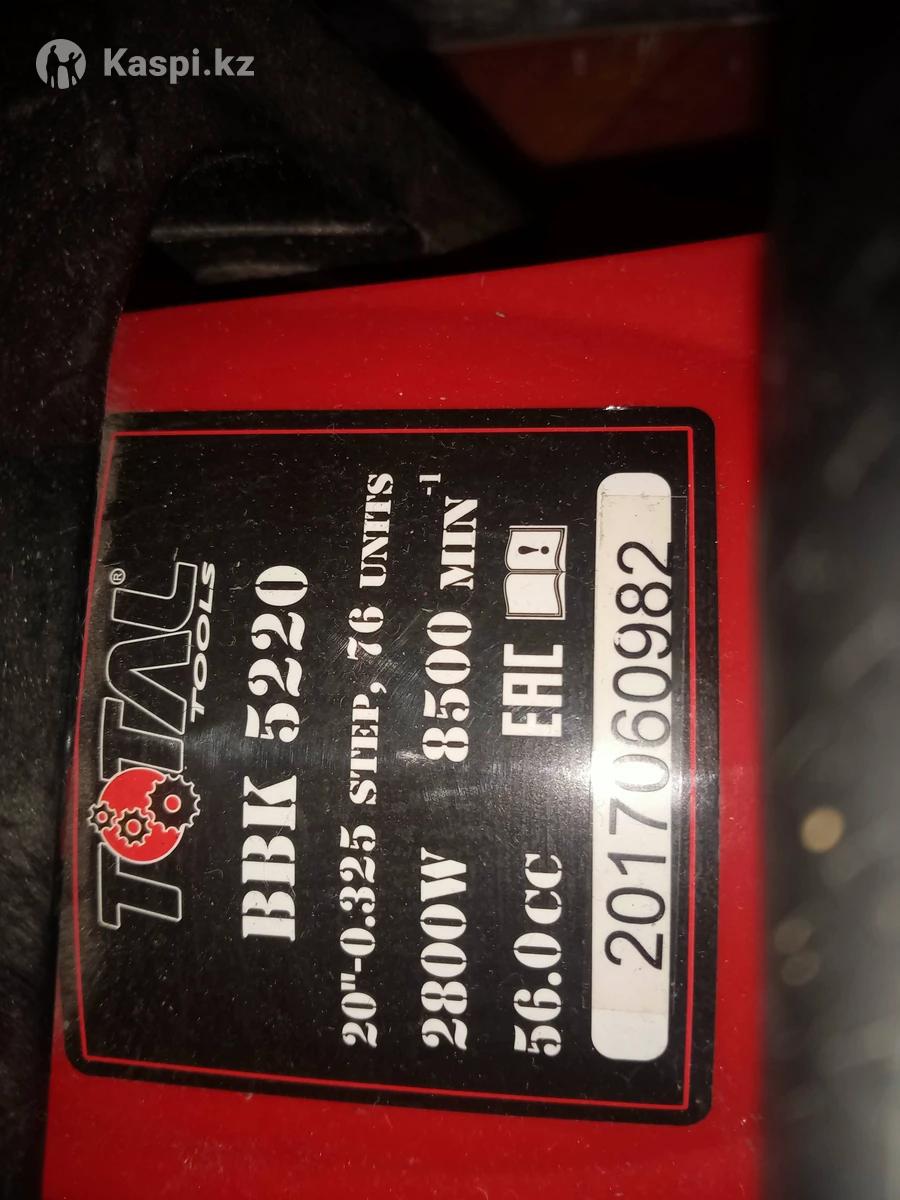 Kaspi.kz
TOTAL®
TOOLS
BBK 5220
20"-0.325 STEP, 76 UNITS
2800W 8500 MIN-1
56.0CC EAC
2017060982